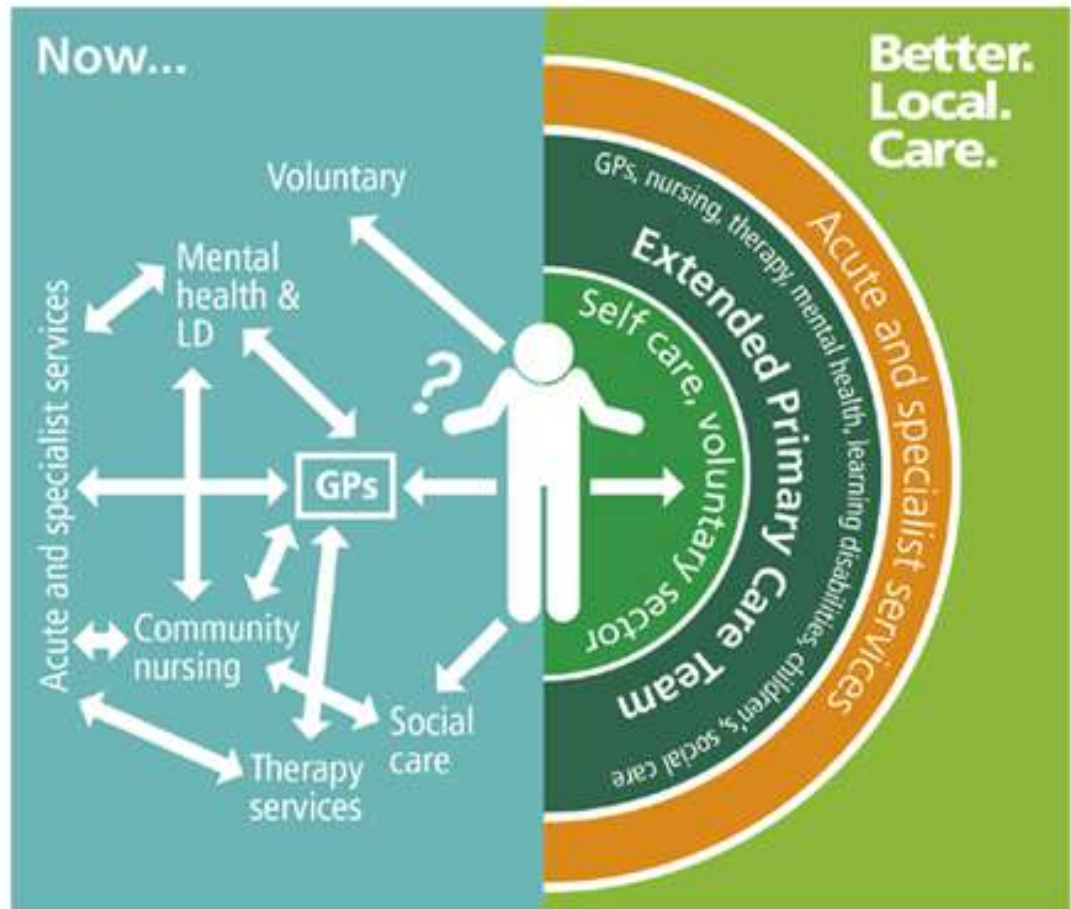 Now...
Voluntary
Mental
health &
LD
?
Acute and specialist services
GPs
Community
nursing
Social
care
Therapy
services
Better.
Local.
Care.
Self care, voluntary sector
Extended Primary Care Team
GPs, nursing, therapy, mental health, learning disabilities, children's, social care
Acute and specialist services